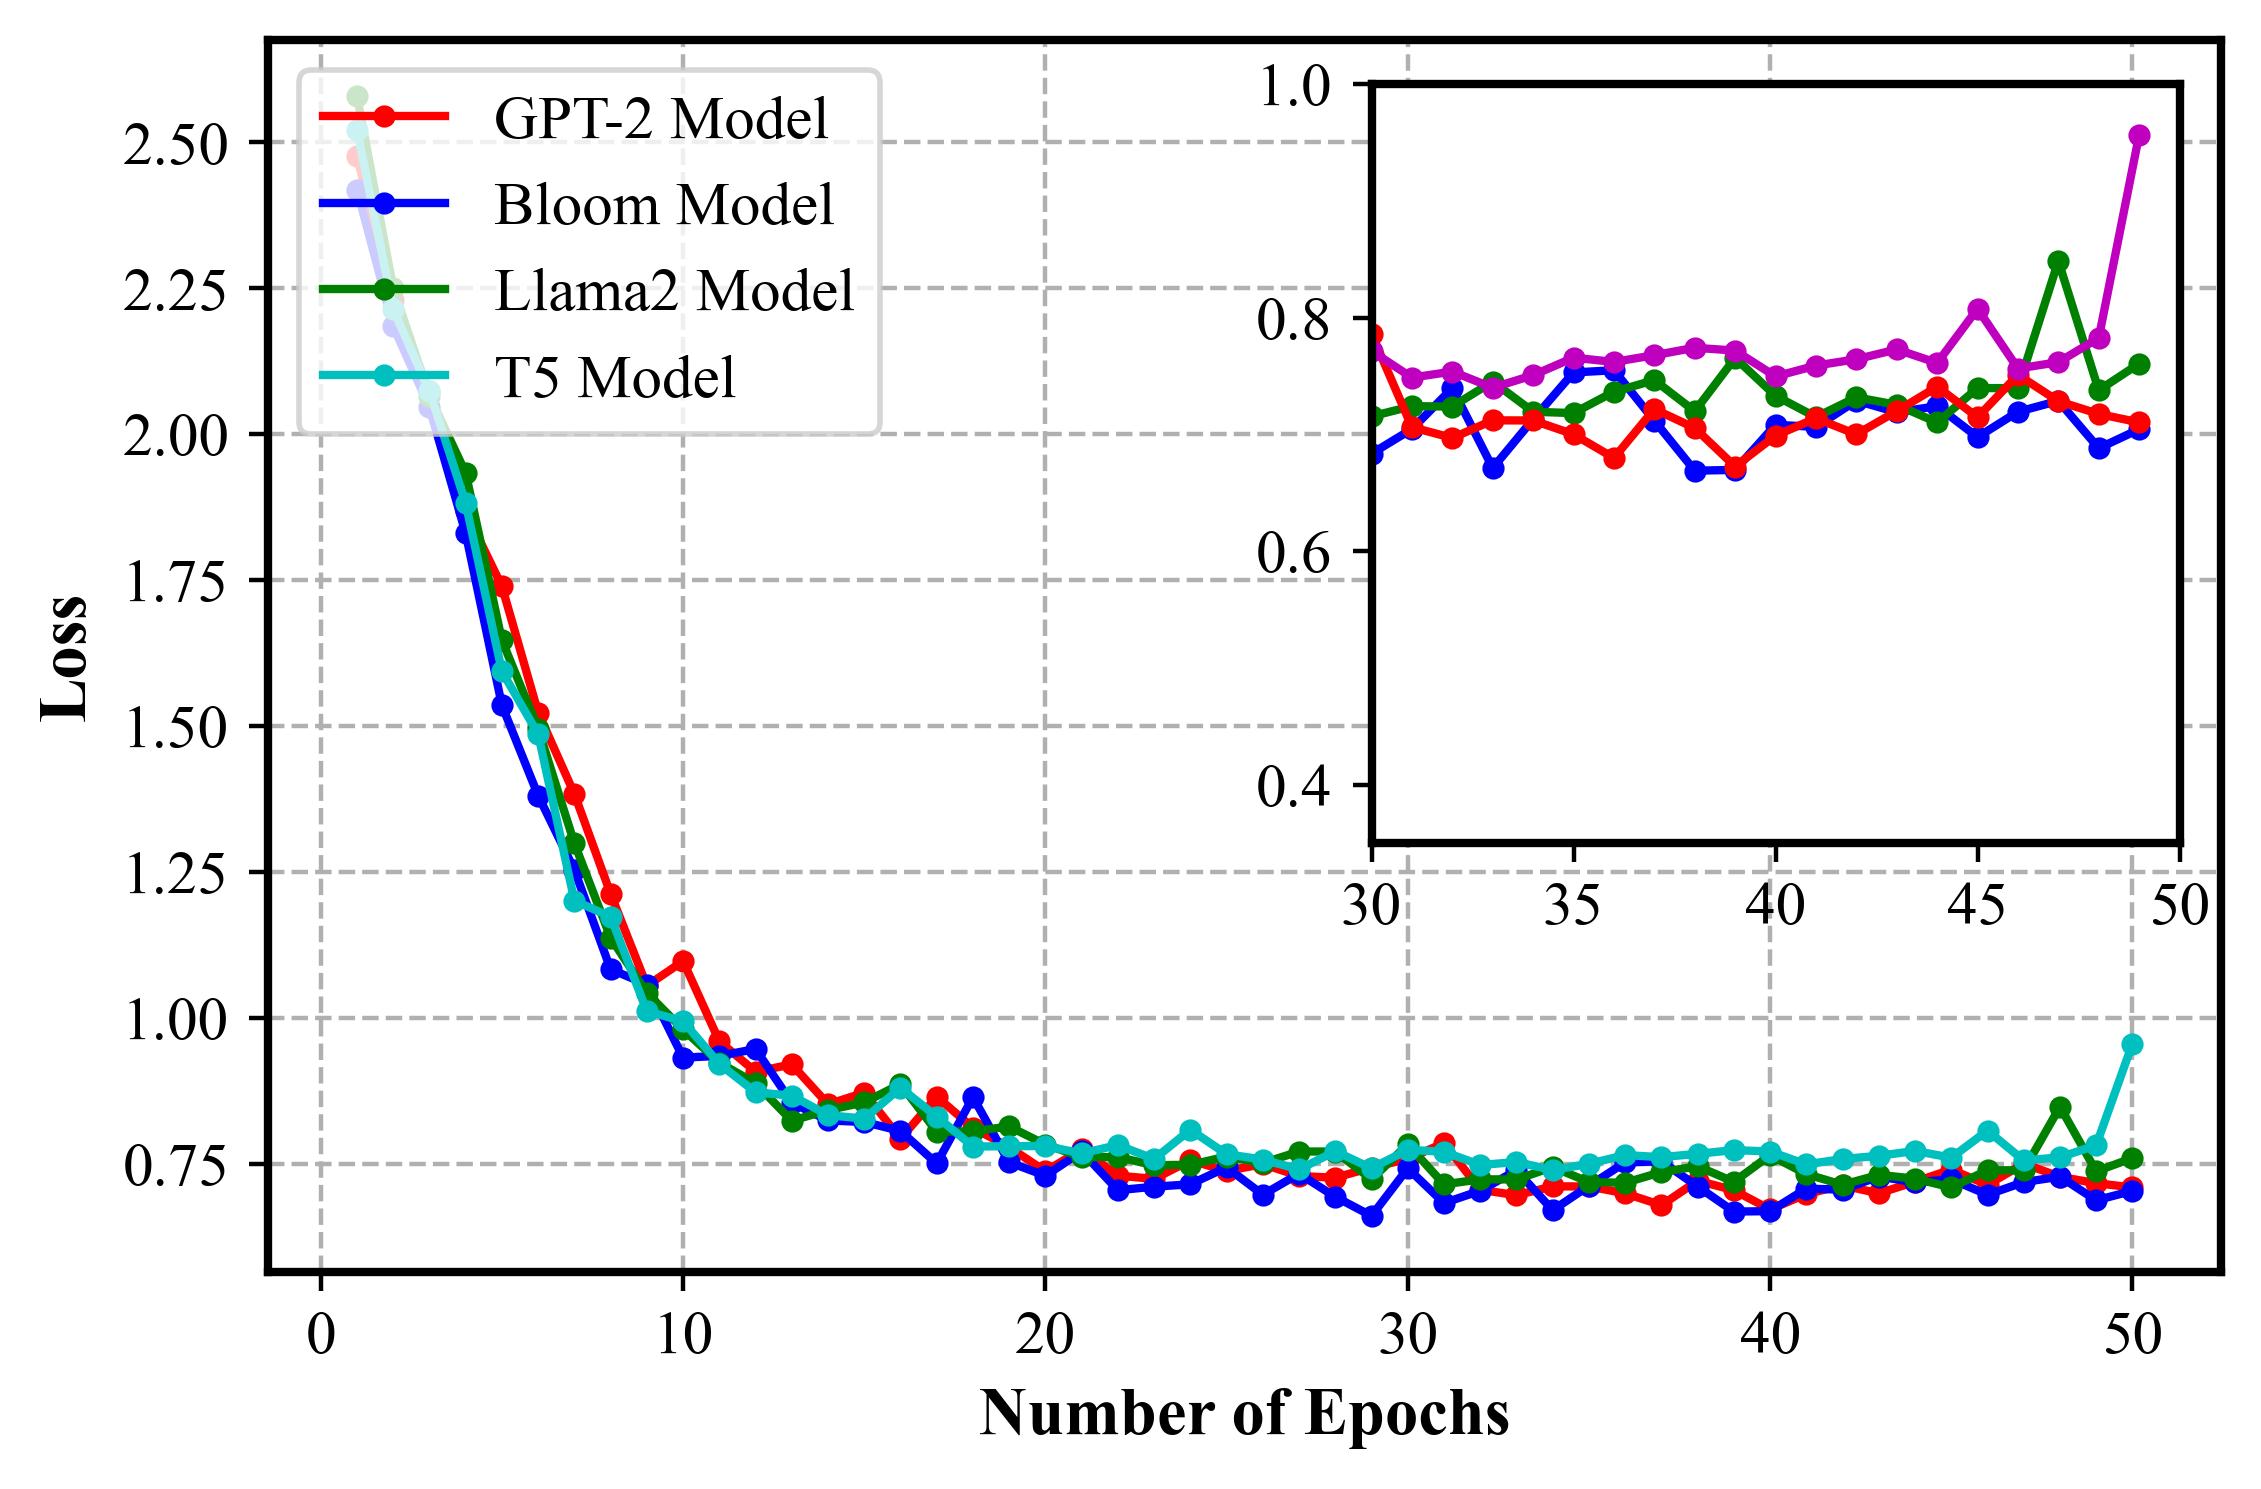 GPT-2 Model
Bloom Model
Llama2 Model
T5 Model
Loss
2.50
2.25
2.00
1.75
1.50
1.25
1.00
0.75
1.0
0.8
0.6
0.4
30 35 40 45 50
0 10 20 30 40 50
Number of Epochs